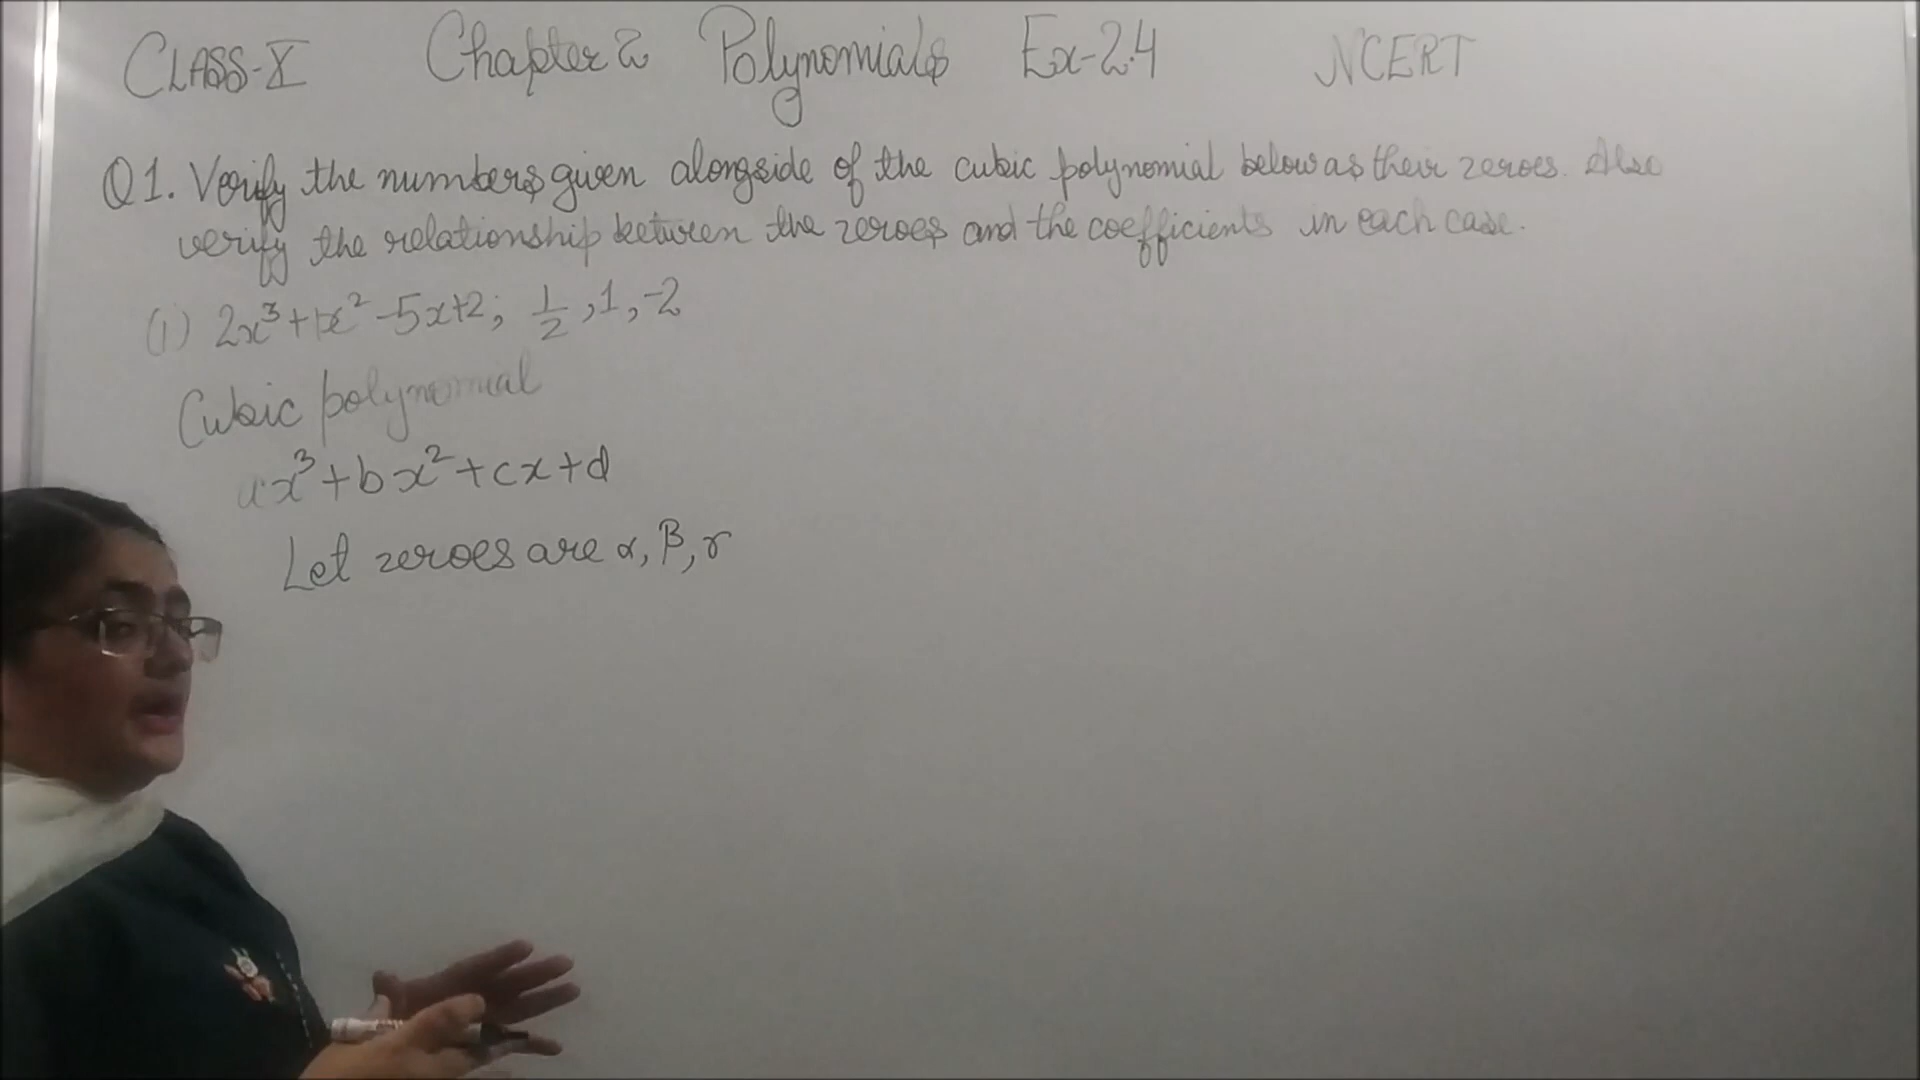 CLASS-X Chapter 2 Polynomials Ex-2.4 NCERT
Q1. Verify the numbers given alongside of the cubic polynomial below as their zeroes. Also
verify the relationship between the zeroes and the coefficients in each case.
(i) 2x³+1x²-5x+2; 1/2, 1, -2
Cubic polynomial
ax³+bx²+cx+d
Let zeroes are α, β, γ